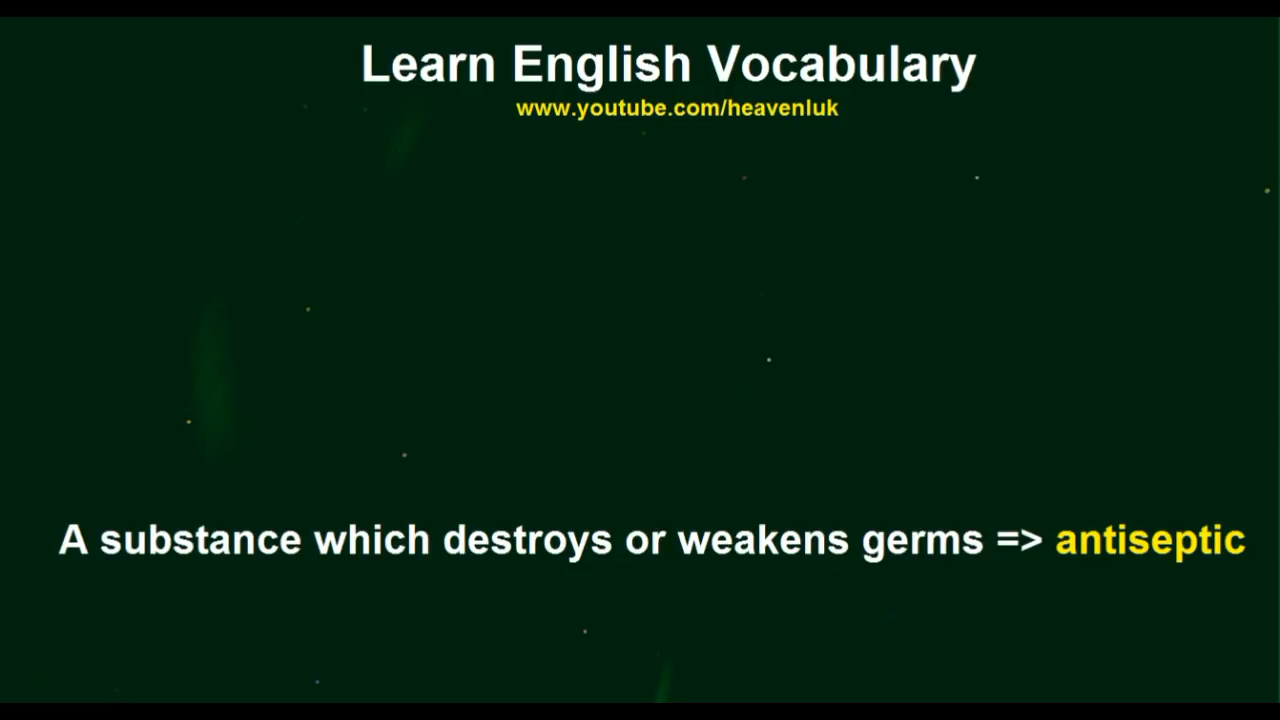 Learn English Vocabulary
www.youtube.com/heavenluk
A substance which destroys or weakens germs => antiseptic